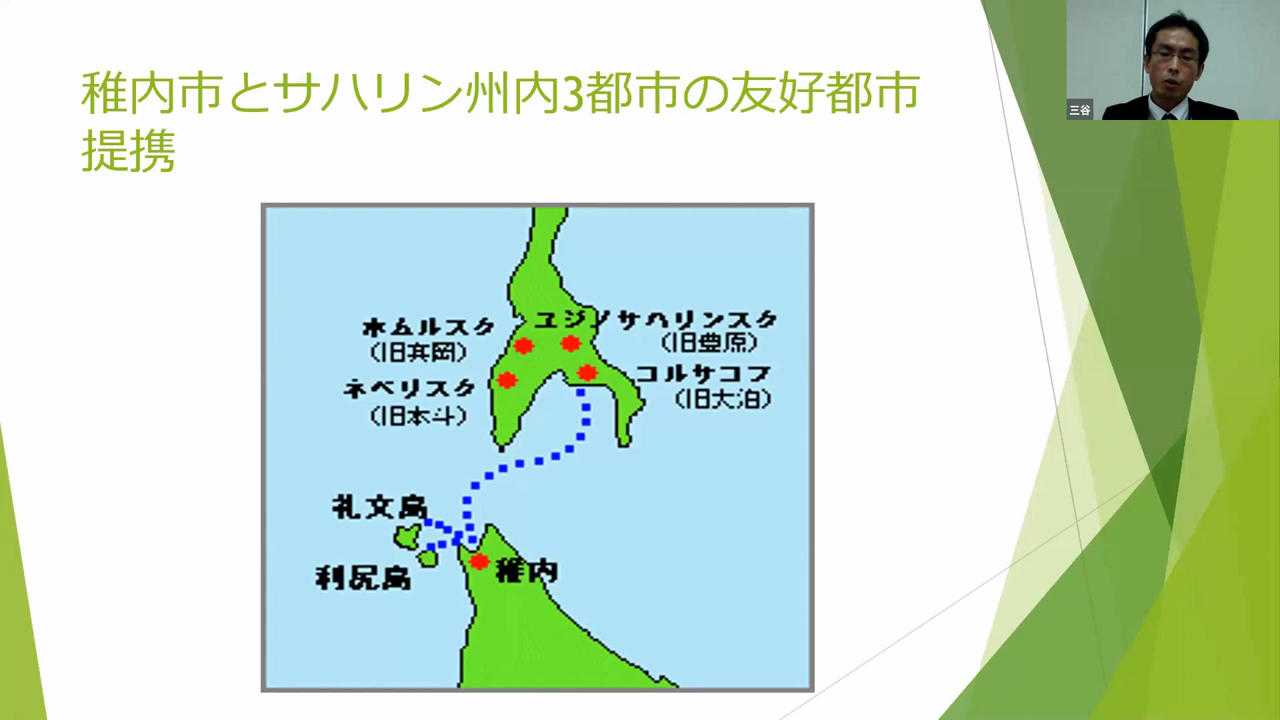 稚内市とサハリン州内3都市の友好都市
提携
三谷
ホムルスク
(旧真岡)
ユジノサハリンスク
(旧豊原)
ネベリスク
(旧本斗)
コルサコフ
(旧大泊)
礼文島
利尻島
稚内